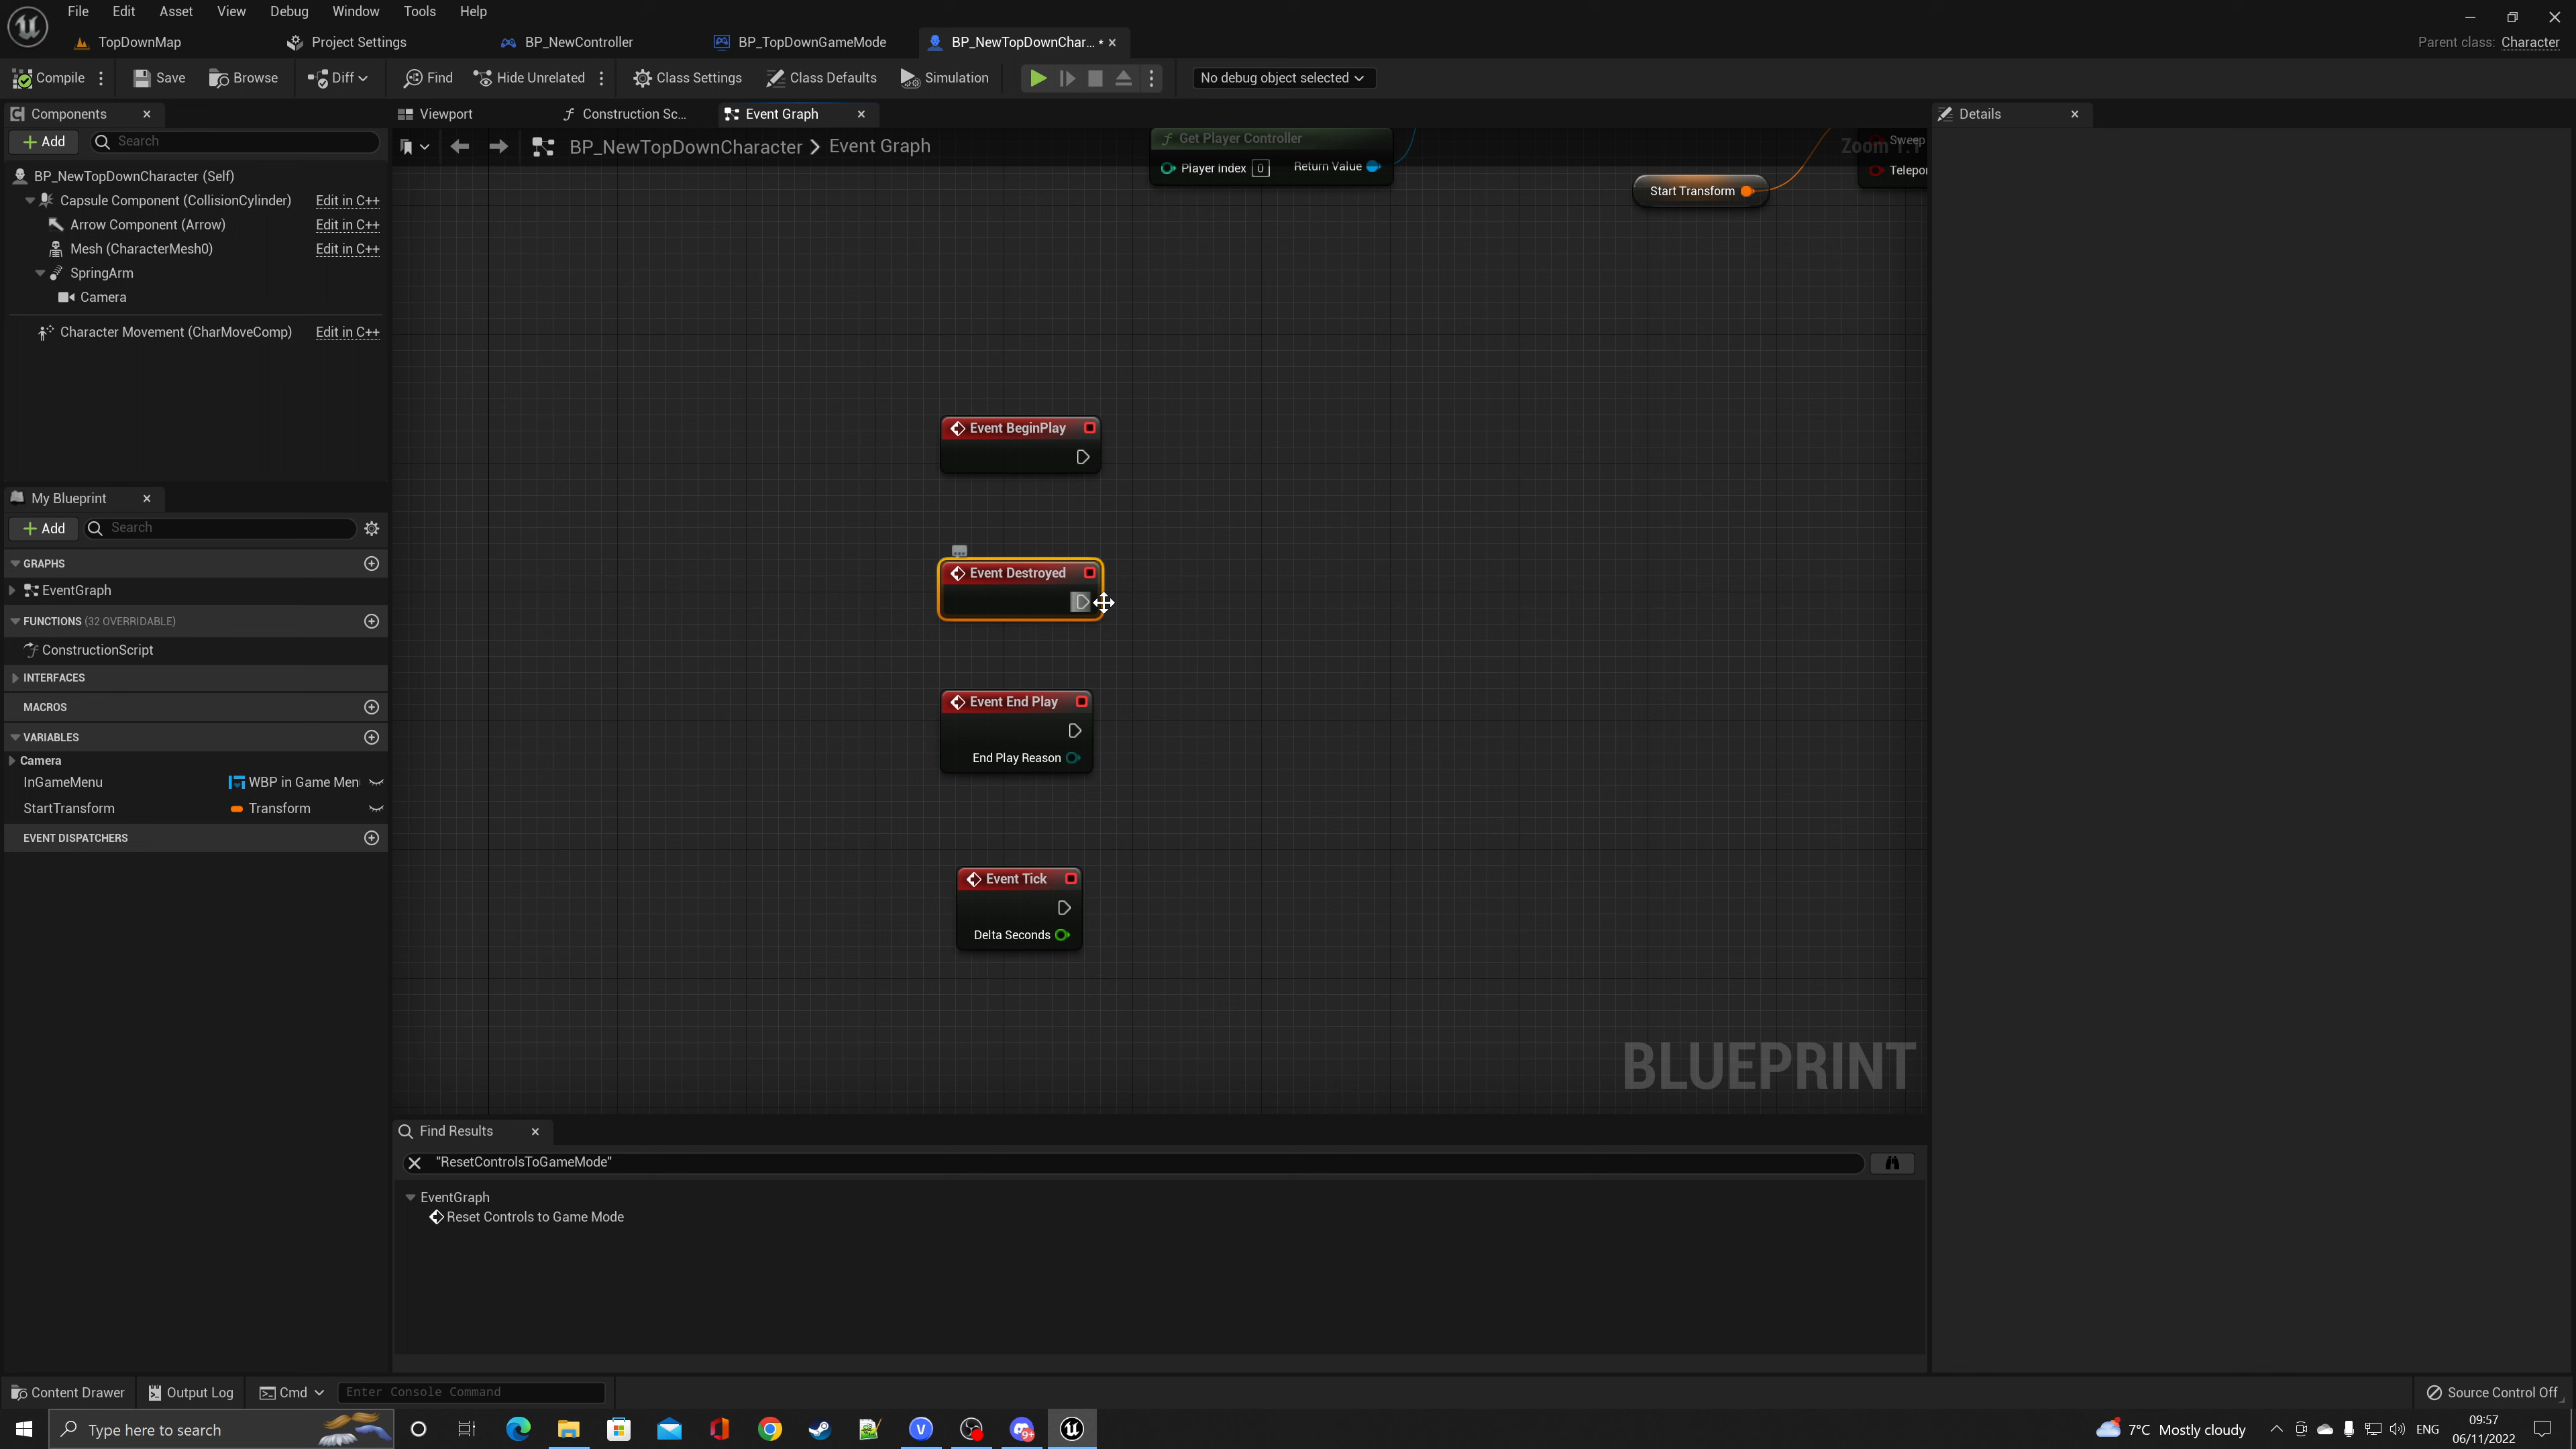 File Edit Asset View Debug Window Tools Help
TopDownMap Project Settings BP_NewController BP_TopDownGameMode BP_NewTopDownChar... •
Parent class: Character
Compile Save Browse Diff Find Hide Unrelated Class Settings Class Defaults Simulation No debug object selected
Components
Add Search
BP_NewTopDownCharacter (Self)
Capsule Component (CollisionCylinder) Edit in C++
Arrow Component (Arrow) Edit in C++
Mesh (CharacterMesh0) Edit in C++
SpringArm
Camera
Character Movement (CharMoveComp) Edit in C++
My Blueprint
Add Search
GRAPHS
EventGraph
FUNCTIONS (32 OVERRIDABLE)
ConstructionScript
INTERFACES
MACROS
VARIABLES
Camera
InGameMenu WBP in Game Men
StartTransform Transform
EVENT DISPATCHERS
Viewport Construction Sc... Event Graph
BP_NewTopDownCharacter > Event Graph
Get Player Controller
Player Index 0 Return Value
Start Transform
Sweep
Telepor
Event BeginPlay
Event Destroyed
Event End Play
End Play Reason
Event Tick
Delta Seconds
BLUEPRINT
Find Results
"ResetControlsToGameMode"
EventGraph
Reset Controls to Game Mode
Details
Content Drawer Output Log Cmd Enter Console Command
Source Control Off
Type here to search
9+
7°C Mostly cloudy ENG
09:57
06/11/2022